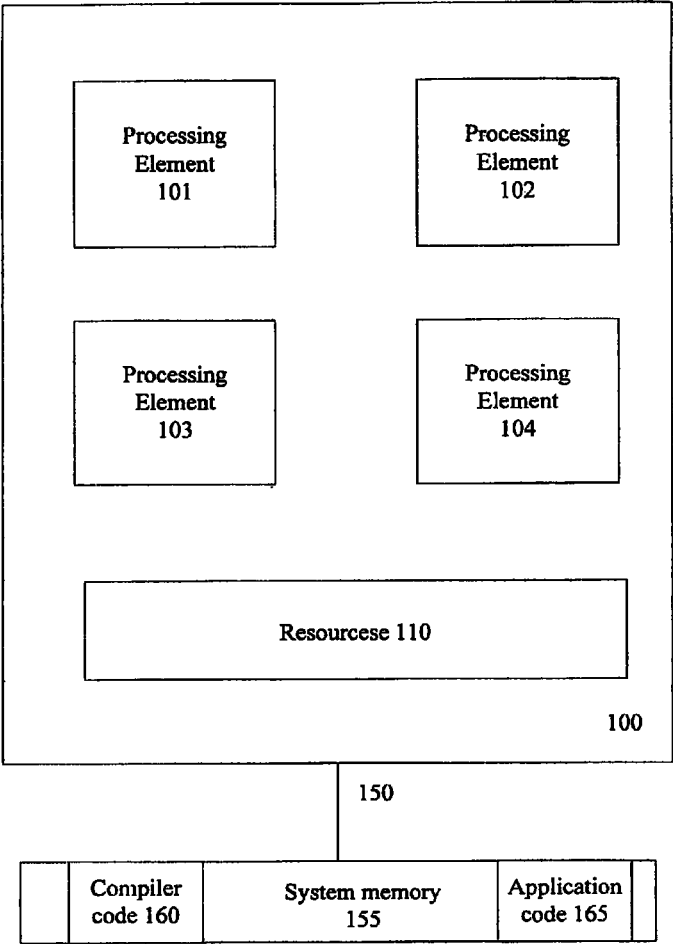 Processing
Element
101
Processing
Element
102
Processing
Element
103
Processing
Element
104
Resourcese 110
100
150
Compiler
code 160
System memory
155
Application
code 165